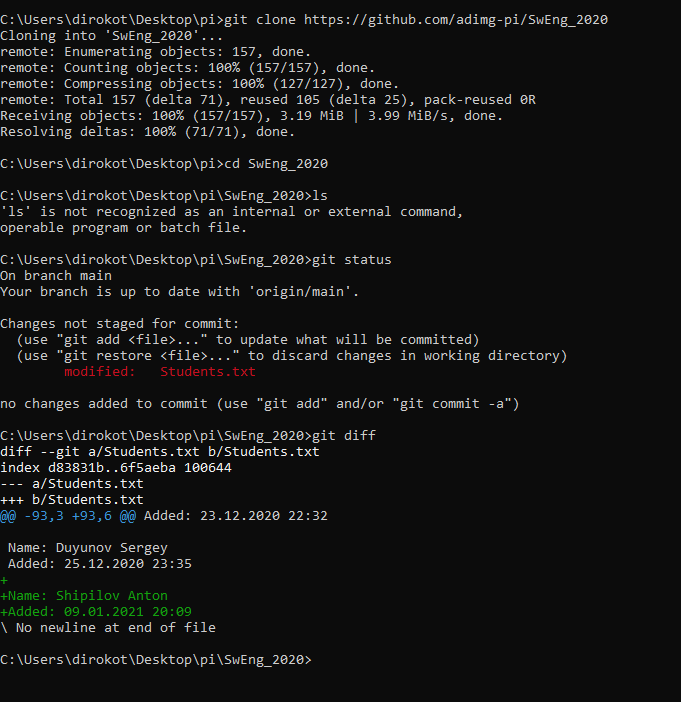 C:\Users\dirokot\Desktop\pi>git clone https://github.com/adimg-pi/SwEng_2020
Cloning into 'SwEng_2020'...
remote: Enumerating objects: 157, done.
remote: Counting objects: 100% (157/157), done.
remote: Compressing objects: 100% (127/127), done.
remote: Total 157 (delta 71), reused 105 (delta 25), pack-reused 0R
Receiving objects: 100% (157/157), 3.19 MiB | 3.99 MiB/s, done.
Resolving deltas: 100% (71/71), done.

C:\Users\dirokot\Desktop\pi>cd SwEng_2020

C:\Users\dirokot\Desktop\pi\SwEng_2020>ls
'ls' is not recognized as an internal or external command,
operable program or batch file.

C:\Users\dirokot\Desktop\pi\SwEng_2020>git status
On branch main
Your branch is up to date with 'origin/main'.

Changes not staged for commit:
  (use "git add <file>..." to update what will be committed)
  (use "git restore <file>..." to discard changes in working directory)
        modified:   Students.txt

no changes added to commit (use "git add" and/or "git commit -a")

C:\Users\dirokot\Desktop\pi\SwEng_2020>git diff
diff --git a/Students.txt b/Students.txt
index d83831b..6f5aeba 100644
--- a/Students.txt
+++ b/Students.txt
@@ -93,3 +93,6 @@ Added: 23.12.2020 22:32

 Name: Duyunov Sergey
 Added: 25.12.2020 23:35
+
+Name: Shipilov Anton
+Added: 09.01.2021 20:09
\ No newline at end of file

C:\Users\dirokot\Desktop\pi\SwEng_2020>